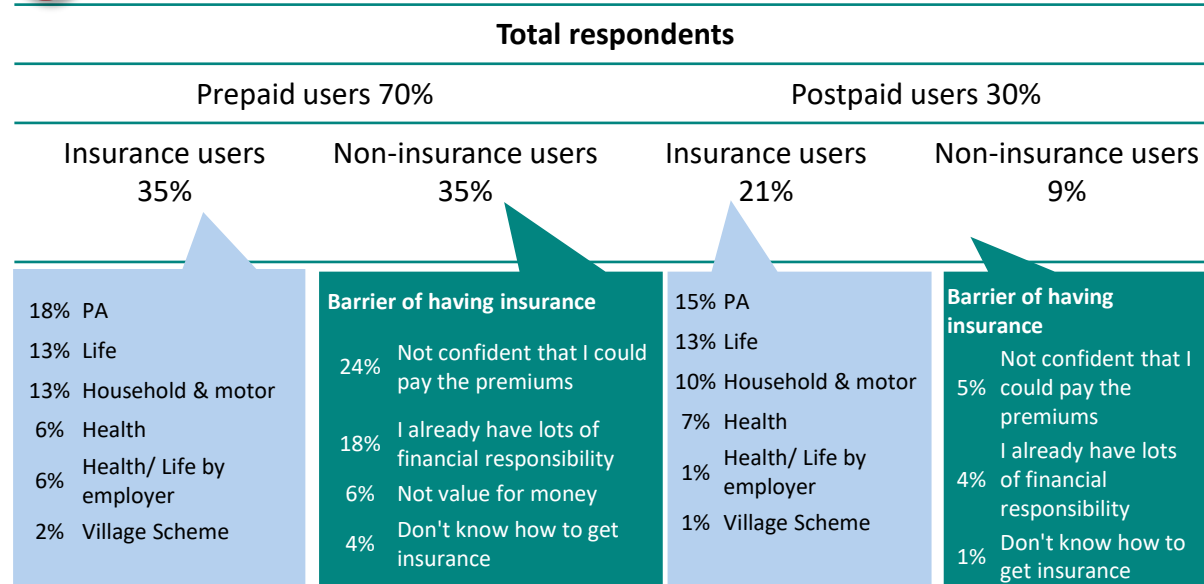 Total respondents
Prepaid users 70%
Postpaid users 30%
Insurance users
35%
Non-insurance users
35%
Insurance users
21%
Non-insurance users
9%
18% PA
13% Life
13% Household & motor
6% Health
6% Health/ Life by
employer
2% Village Scheme
Barrier of having insurance
24% Not confident that I could
pay the premiums
18% I already have lots of
financial responsibility
6% Not value for money
4% Don't know how to get
insurance
15% PA
13% Life
10% Household & motor
7% Health
1% Health/ Life by
employer
1% Village Scheme
Barrier of having
insurance
5% Not confident that I
could pay the
premiums
4% I already have lots
of financial
responsibility
1% Don't know how to
get insurance